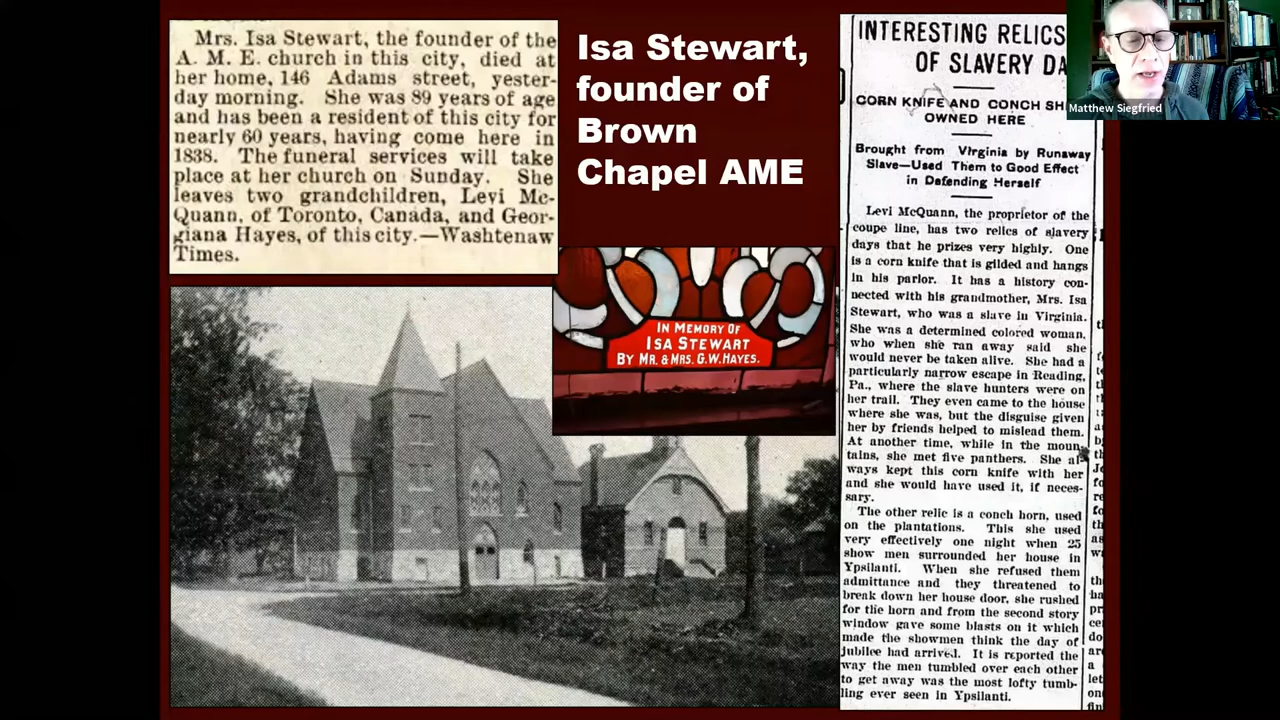 Mrs. Isa Stewart, the founder of the
A. M. E. church in this city, died at
her home, 146 Adams street, yester-
day morning. She was 89 years of age
and has been a resident of this city for
nearly 60 years, having come here in
1838. The funeral services will take
place at her church on Sunday. She
leaves two grandchildren, Levi Mc-
Quann, of Toronto, Canada, and Geor-
giana Hayes, of this city.—Washtenaw
Times.
Isa Stewart,
founder of
Brown
Chapel AME
IN MEMORY OF
ISA STEWART
BY MR. & MRS. G.W. HAYES.
INTERESTING RELICS
OF SLAVERY DA
CORN KNIFE AND CONCH SH
OWNED HERE
Brought from Virginia by Runaway
Slave—Used Them to Good Effect
in Defending Herself
Levi McQuann, the proprietor of the
coupe line, has two relics of slavery
days that he prizes very highly. One
is a corn knife that is gilded and hangs
in his parlor. It has a history con-
nected with his grandmother, Mrs. Isa
Stewart, who was a slave in Virginia.
She was a determined colored woman,
who when she ran away said she
would never be taken alive. She had a
particularly narrow escape in Reading,
Pa., where the slave hunters were on
her trail. They even came to the house
where she was, but the disguise given
her by friends helped to mislead them.
At another time, while in the moun-
tains, she met five panthers. She al-
ways kept this corn knife with her
and she would have used it, if neces-
sary.
The other relic is a conch horn, used
on the plantations. This she used
very effectively one night when 25
show men surrounded her house in
Ypsilanti. When she refused them
admittance and they threatened to
break down her house door, she rushed
for the horn and from the second story
window gave some blasts on it which
made the showmen think the day of
jubilee had arrived. It is reported the
way the men tumbled over each other
to get away was the most lofty tumb-
ling ever seen in Ypsilanti.
Matthew Siegfried